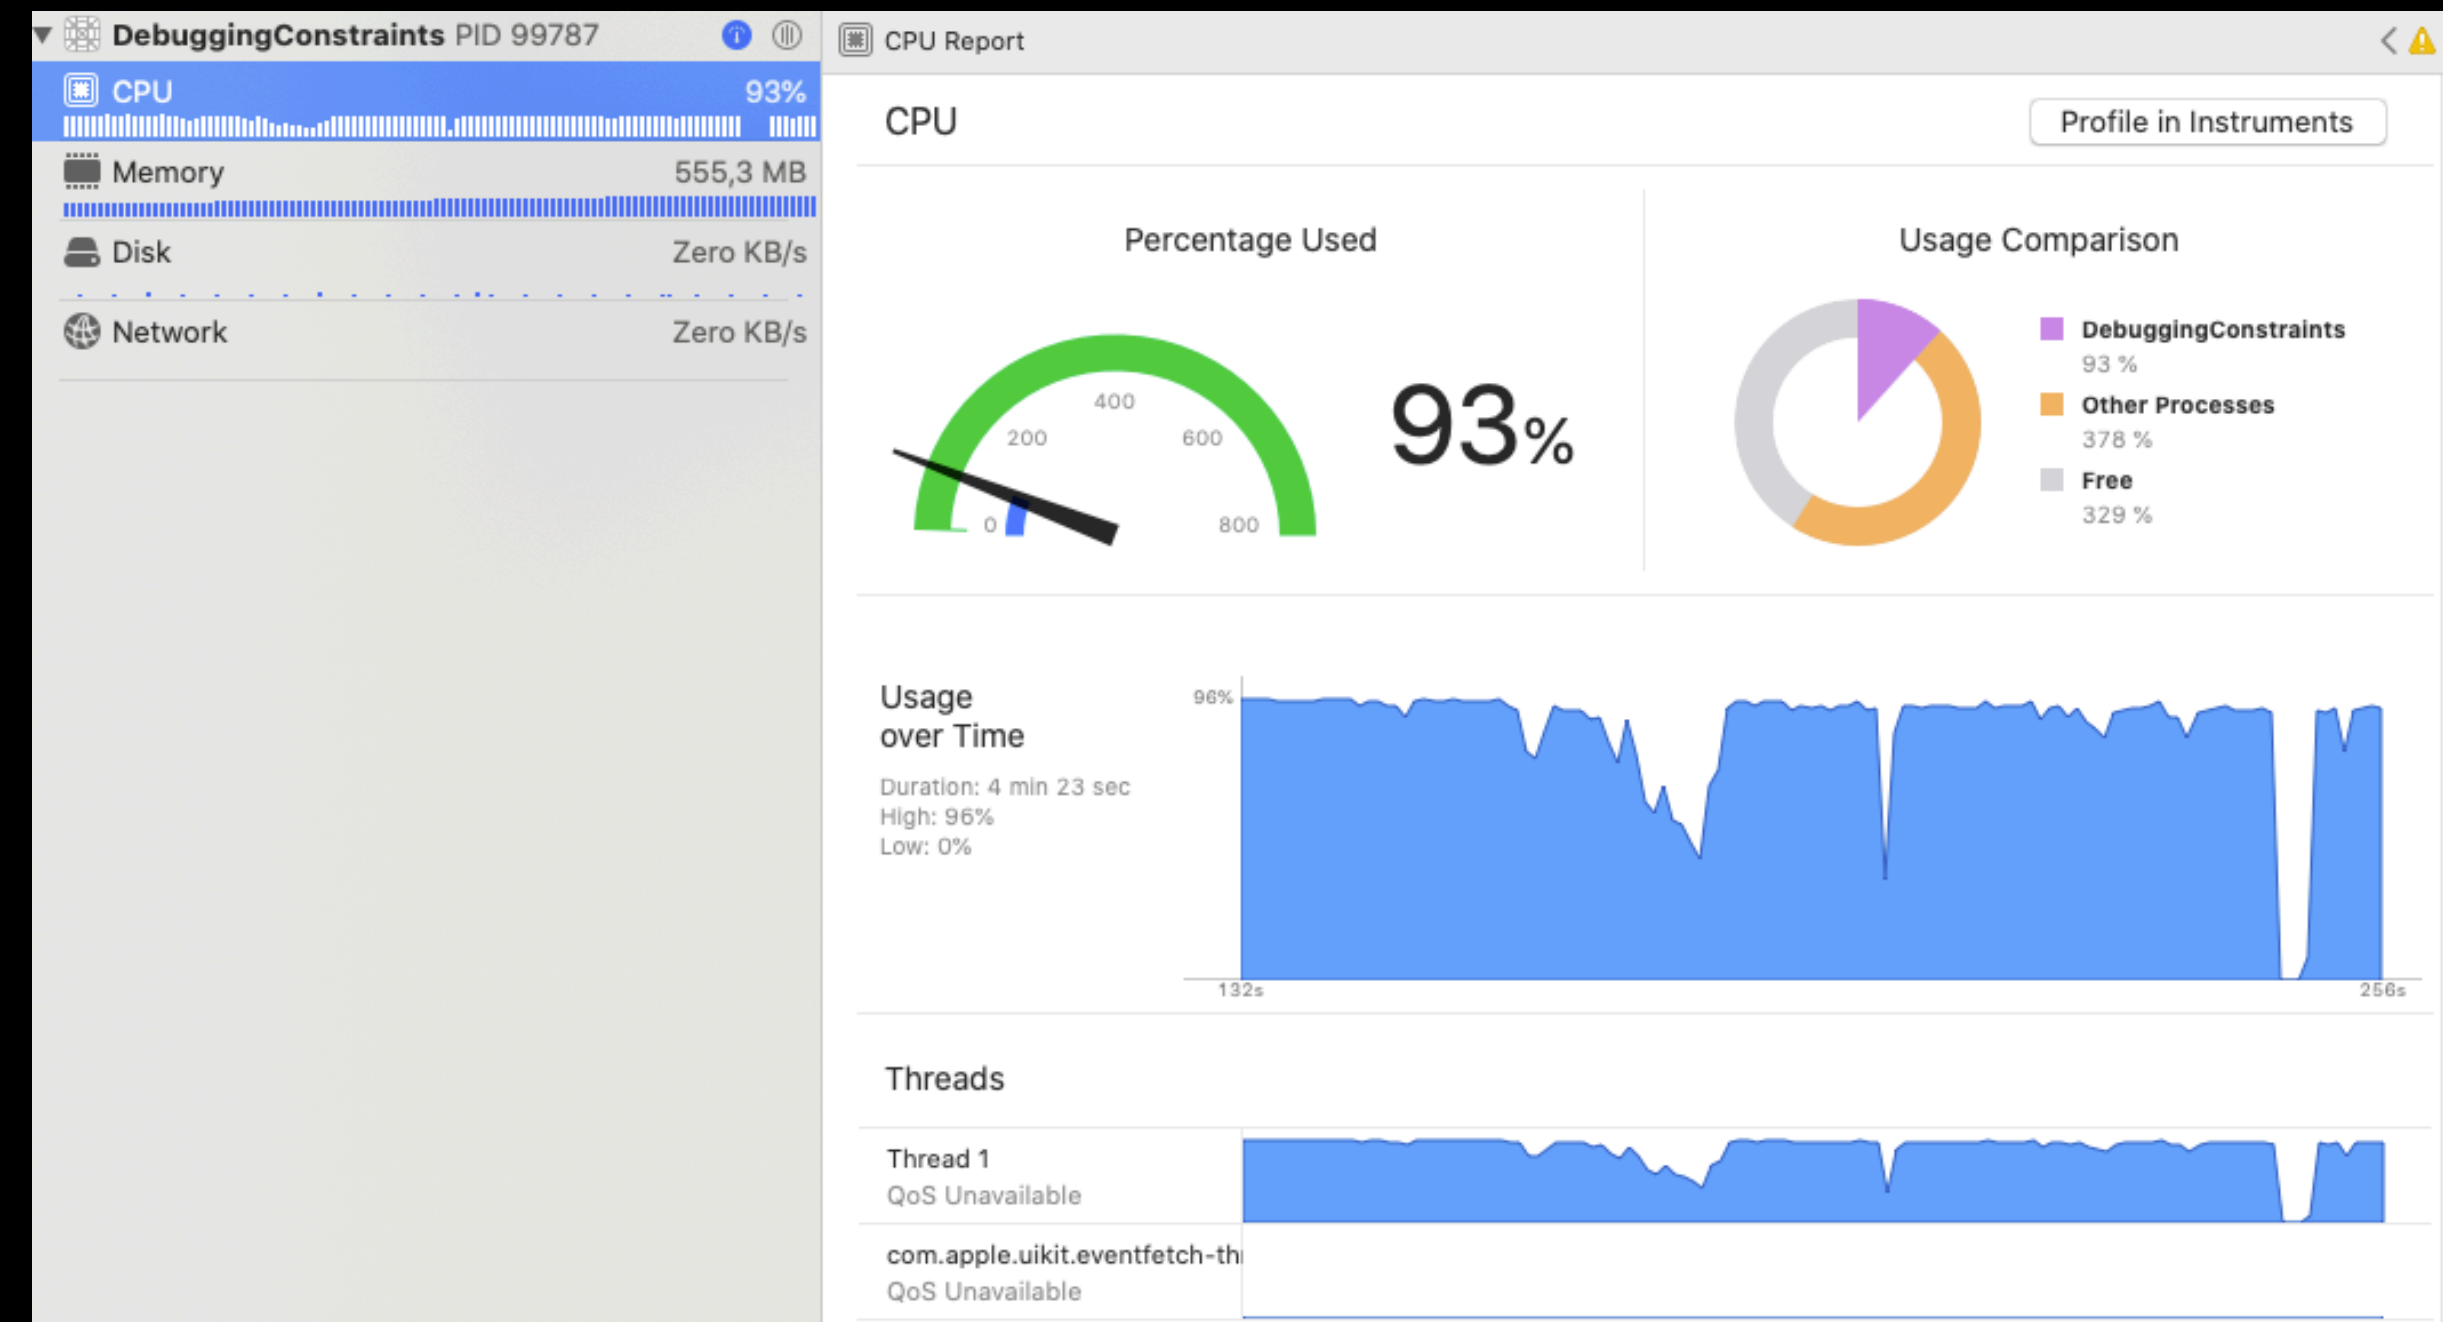 DebuggingConstraints PID 99787
CPU 93%
Memory 555,3 MB
Disk Zero KB/s
Network Zero KB/s
CPU Report
CPU
Profile in Instruments
Percentage Used
0
200
400
600
800
93%
Usage Comparison
DebuggingConstraints
93 %
Other Processes
378 %
Free
329 %
Usage
over Time
Duration: 4 min 23 sec
High: 96%
Low: 0%
96%
132s
256s
Threads
Thread 1
QoS Unavailable
com.apple.uikit.eventfetch-th
QoS Unavailable